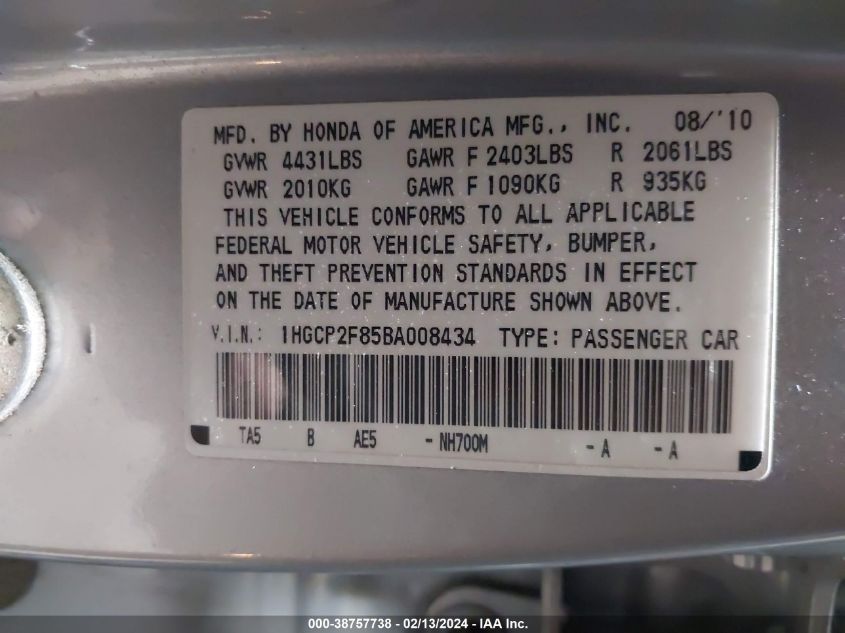 MFD. BY HONDA OF AMERICA MFG., INC. 08/'10
GVWR 4431LBS GAWR F 2403LBS R 2061LBS
GVWR 2010KG GAWR F 1090KG R 935KG
THIS VEHICLE CONFORMS TO ALL APPLICABLE
FEDERAL MOTOR VEHICLE SAFETY, BUMPER,
AND THEFT PREVENTION STANDARDS IN EFFECT
ON THE DATE OF MANUFACTURE SHOWN ABOVE.
V.I.N.: 1HGCP2F85BA008434 TYPE: PASSENGER CAR
TA5 B AE5 - NH700M - A - A
000-38757738 - 02/13/2024 - IAA Inc.